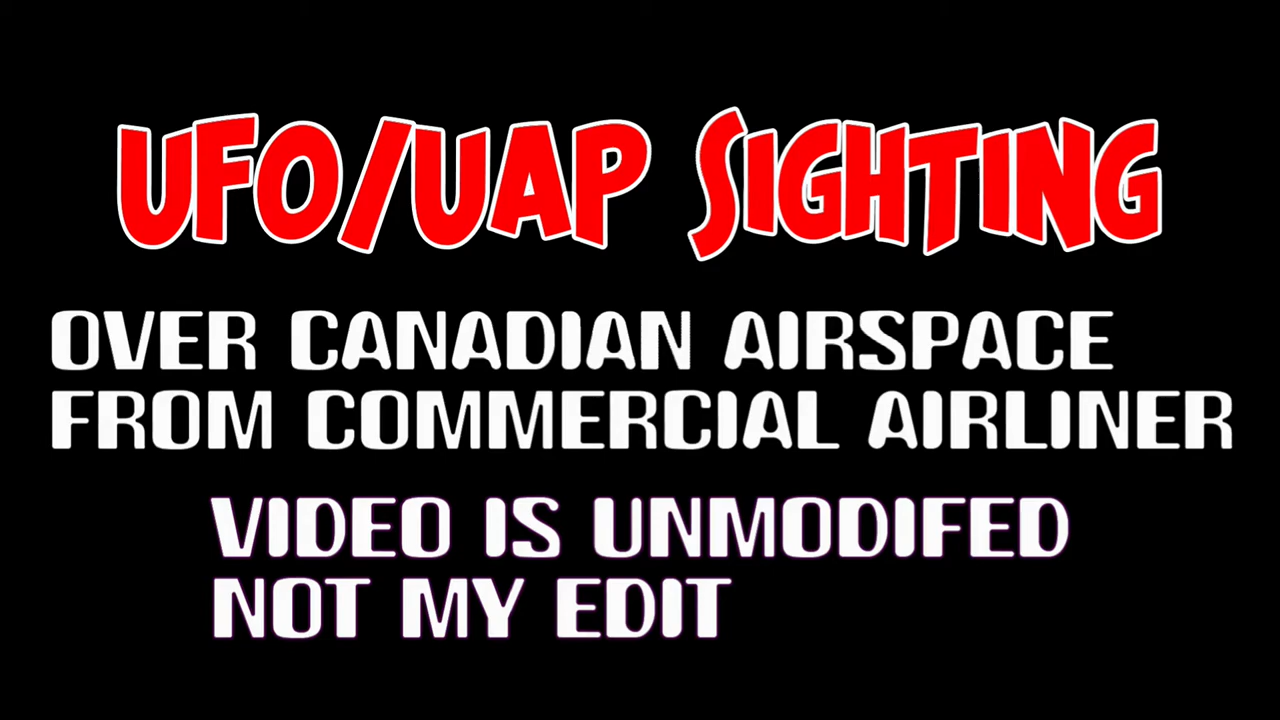 UFO/UAP SIGHTING
OVER CANADIAN AIRSPACE
FROM COMMERCIAL AIRLINER
VIDEO IS UNMODIFED
NOT MY EDIT